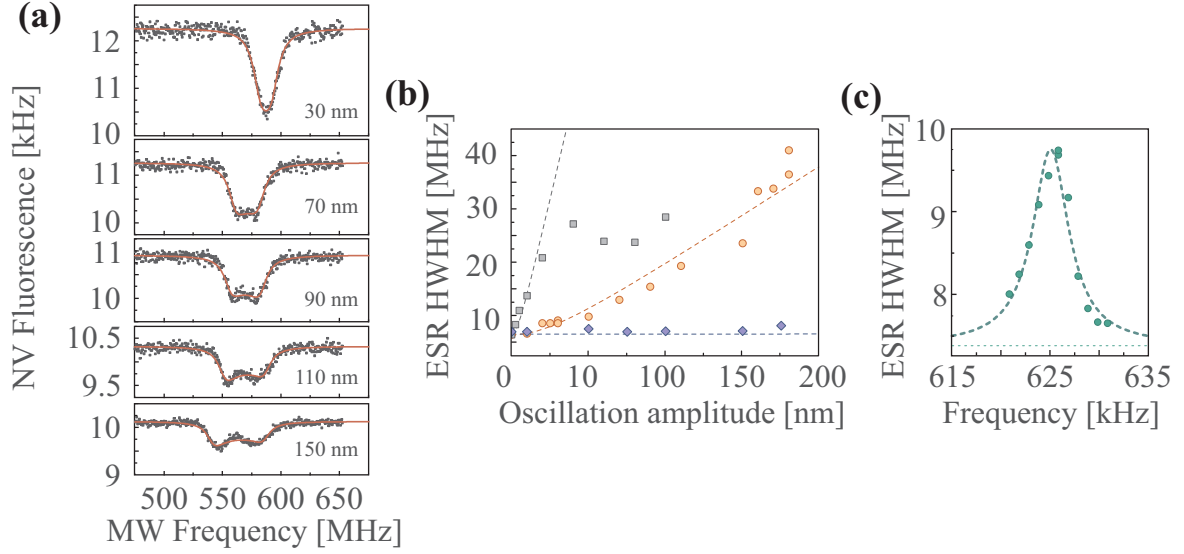 (a)
NV Fluorescence [kHz]
12
11
10
30 nm
11
10
70 nm
11
10
90 nm
10.5
9.5
110 nm
10
9
150 nm
500 550 600 650
MW Frequency [MHz]
(b)
ESR HWHM [MHz]
40
30
20
10
0 10 100 150 200
Oscillation amplitude [nm]
(c)
ESR HWHM [MHz]
10
9
8
615 625 635
Frequency [kHz]